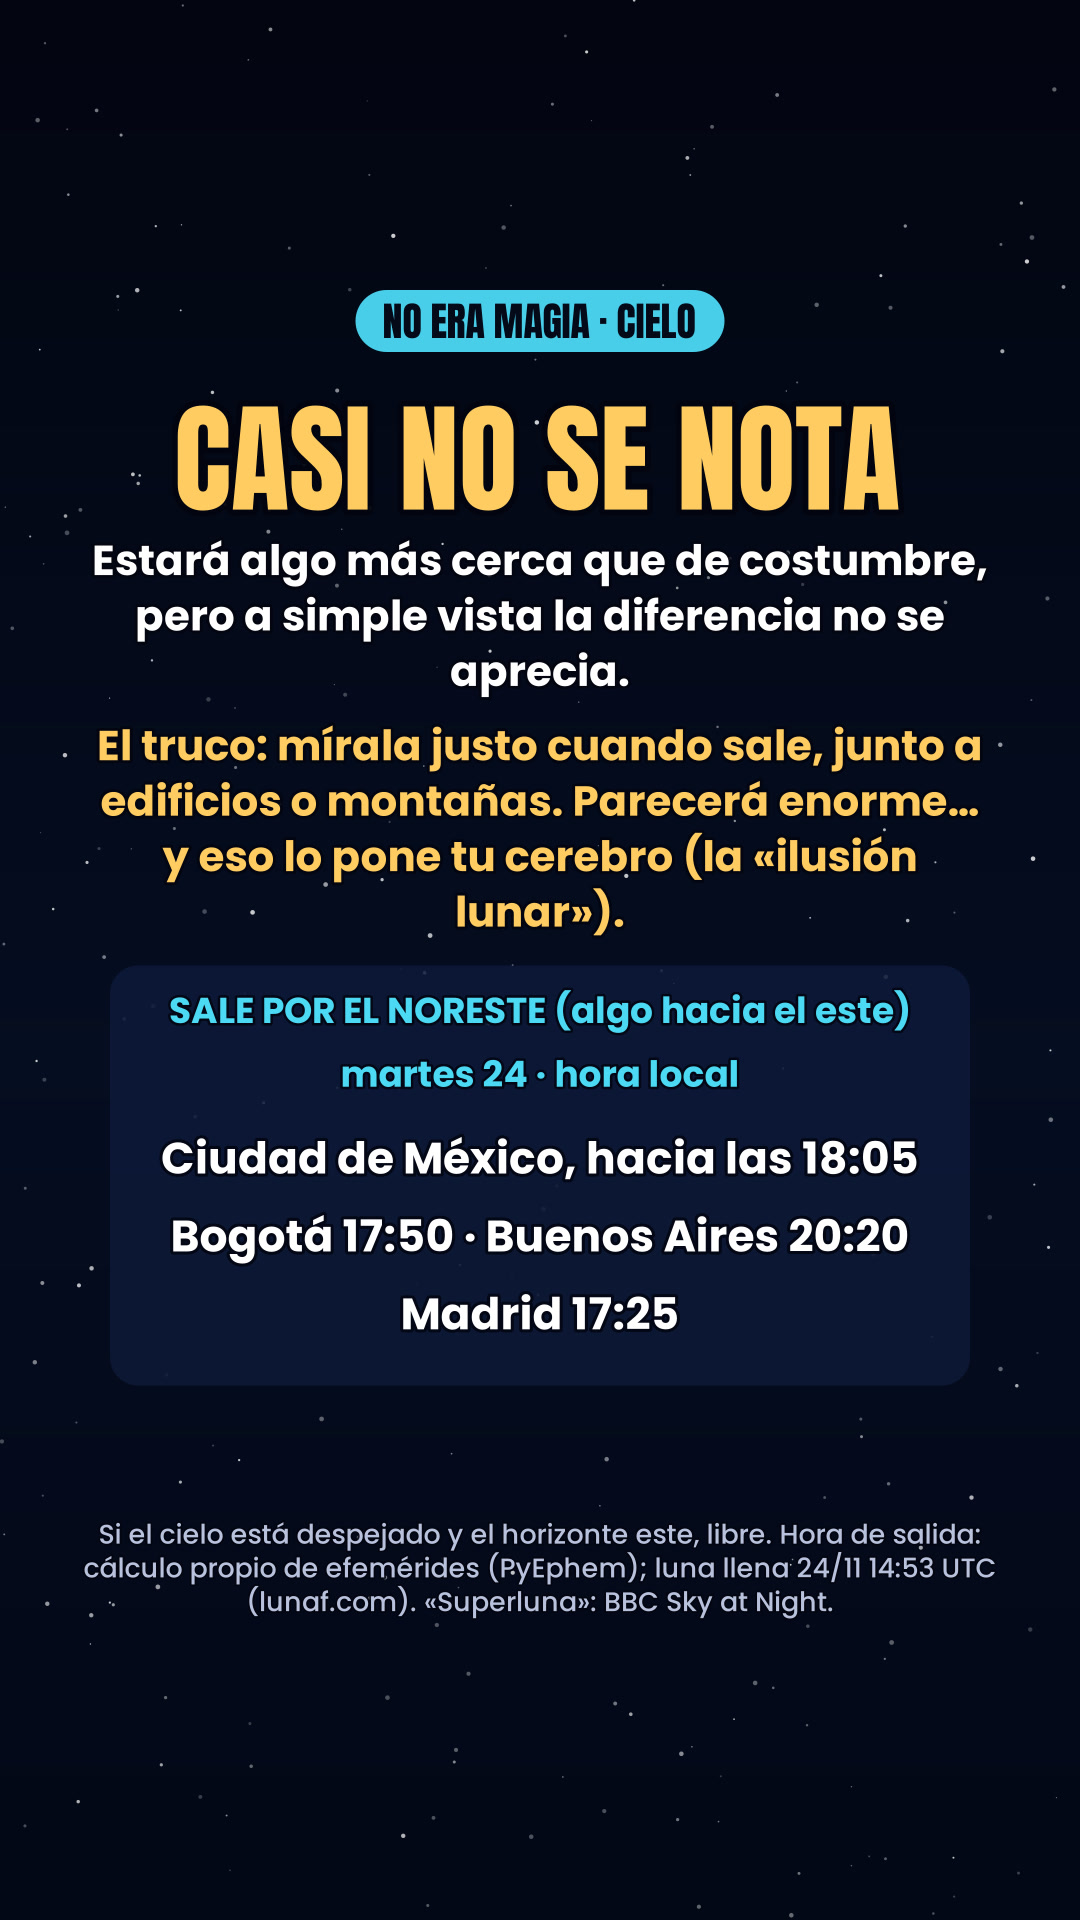 NO ERA MAGIA · CIELO
CASI NO SE NOTA
Estará algo más cerca que de costumbre,
pero a simple vista la diferencia no se
aprecia.
El truco: mírala justo cuando sale, junto a
edificios o montañas. Parecerá enorme...
y eso lo pone tu cerebro (la «ilusión
lunar»).
SALE POR EL NORESTE (algo hacia el este)
martes 24 · hora local
Ciudad de México, hacia las 18:05
Bogotá 17:50 · Buenos Aires 20:20
Madrid 17:25
Si el cielo está despejado y el horizonte este, libre. Hora de salida:
cálculo propio de efemérides (PyEphem); luna llena 24/11 14:53 UTC
(lunaf.com). «Superluna»: BBC Sky at Night.